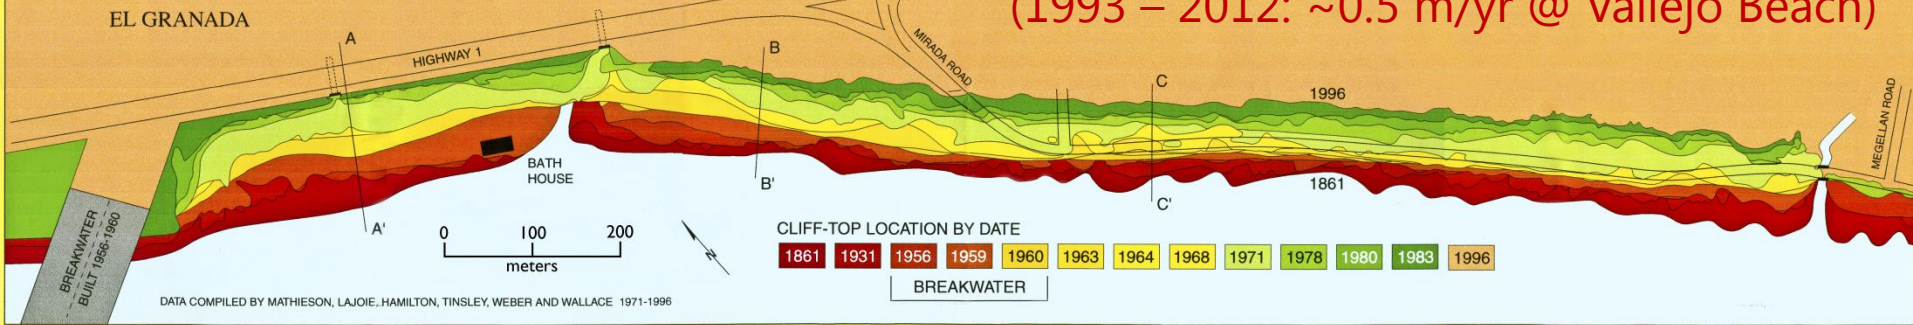 (1993 – 2012: ~0.5 m/yr @ Vallejo Beach)
EL GRANADA
A
HIGHWAY 1
B
MIRADA ROAD
C
1996
MEGELLAN ROAD
BATH
HOUSE
B'
1861
C'
A'
BREAKWATER
BUILT 1956-1960
0 100 200
meters
N
CLIFF-TOP LOCATION BY DATE
1861 1931 1956 1959 1960 1963 1964 1968 1971 1978 1980 1983 1996
BREAKWATER
DATA COMPILED BY MATHIESON, LAJOIE, HAMILTON, TINSLEY, WEBER AND WALLACE 1971-1996